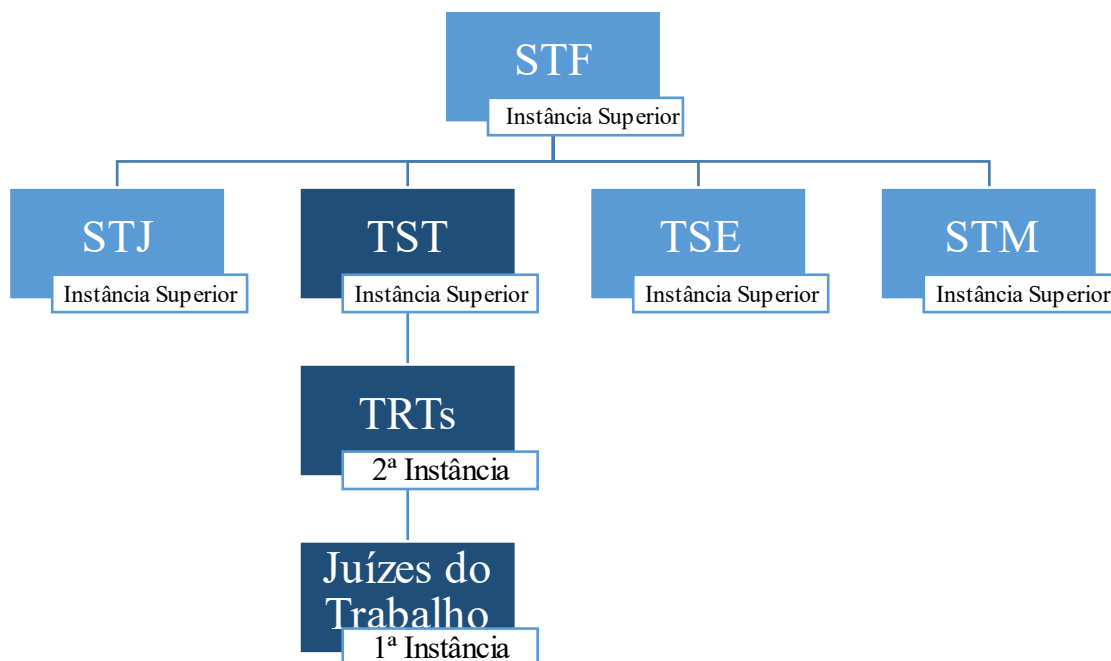 STF
Instância Superior
STJ
Instância Superior
TST
Instância Superior
TSE
Instância Superior
STM
Instância Superior
TRTs
2ª Instância
Juízes do
Trabalho
1ª Instância